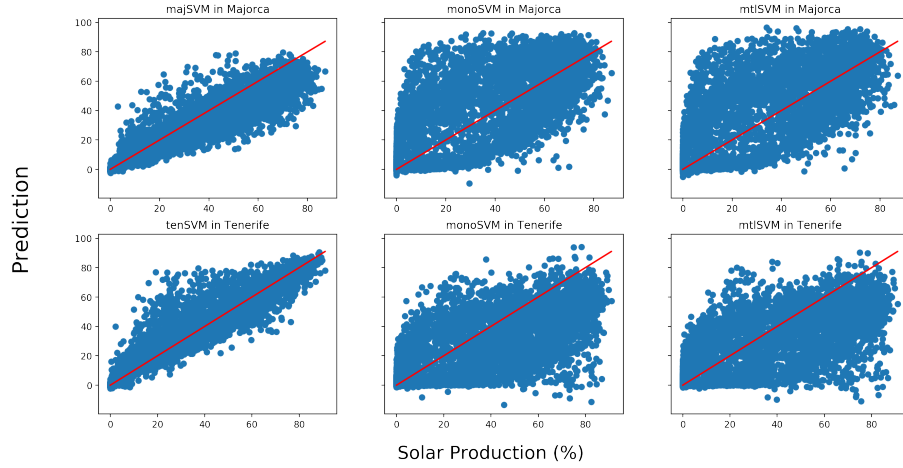 majSVM in Majorca
monoSVM in Majorca
mtlSVM in Majorca
100
80
60
40
20
0
0 20 40 60 80
0 20 40 60 80
0 20 40 60 80
tenSVM in Tenerife
monoSVM in Tenerife
mtlSVM in Tenerife
100
80
60
40
20
0
0 20 40 60 80
0 20 40 60 80
0 20 40 60 80
Prediction
Solar Production (%)